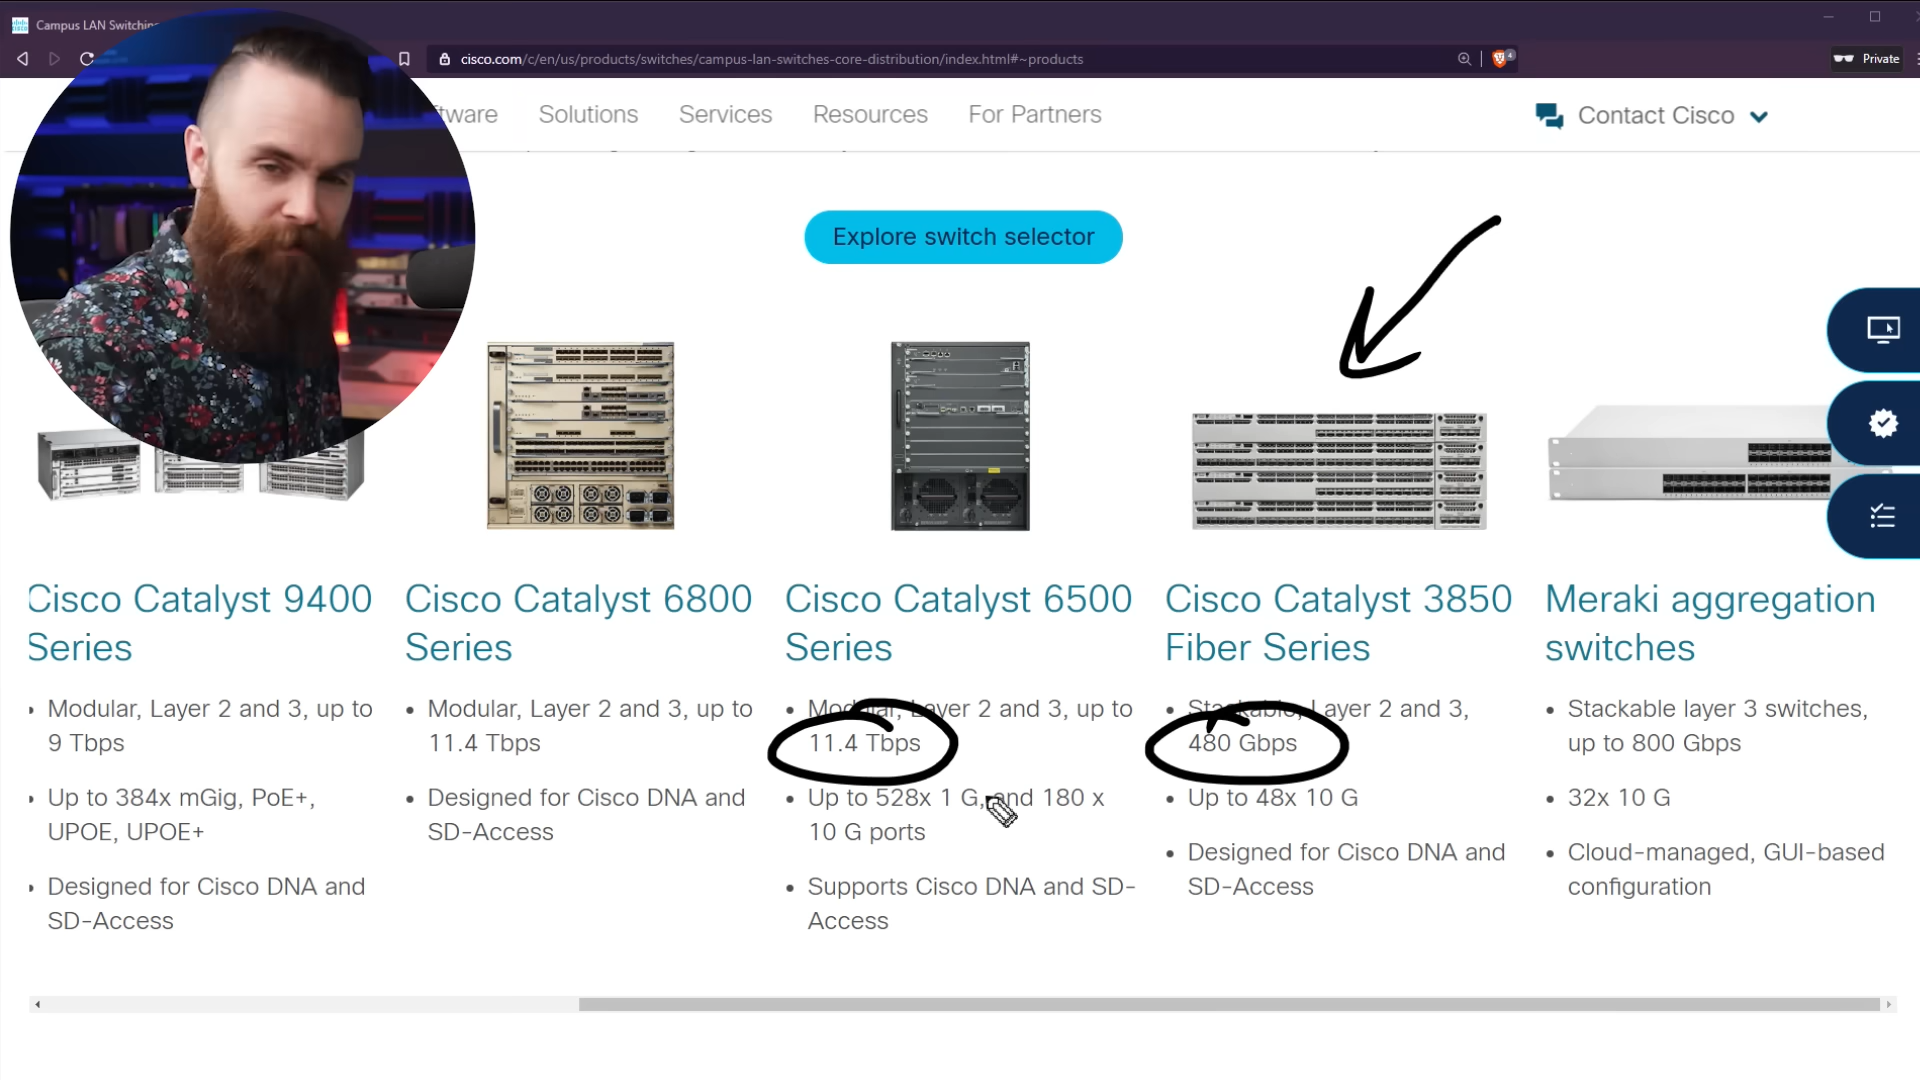 Campus LAN Switching
cisco.com/c/en/us/products/switches/campus-lan-switches-core-distribution/index.html#~products
4
Private
tware
Solutions
Services
Resources
For Partners
Contact Cisco
Explore switch selector
Cisco Catalyst 9400
Series
• Modular, Layer 2 and 3, up to
9 Tbps
• Up to 384x mGig, PoE+,
UPOE, UPOE+
• Designed for Cisco DNA and
SD-Access
Cisco Catalyst 6800
Series
• Modular, Layer 2 and 3, up to
11.4 Tbps
• Designed for Cisco DNA and
SD-Access
Cisco Catalyst 6500
Series
• Modular, Layer 2 and 3, up to
11.4 Tbps
• Up to 528x 1 G, and 180 x
10 G ports
• Supports Cisco DNA and SD-
Access
Cisco Catalyst 3850
Fiber Series
• Stackable, Layer 2 and 3,
480 Gbps
• Up to 48x 10 G
• Designed for Cisco DNA and
SD-Access
Meraki aggregation
switches
• Stackable layer 3 switches,
up to 800 Gbps
• 32x 10 G
• Cloud-managed, GUI-based
configuration